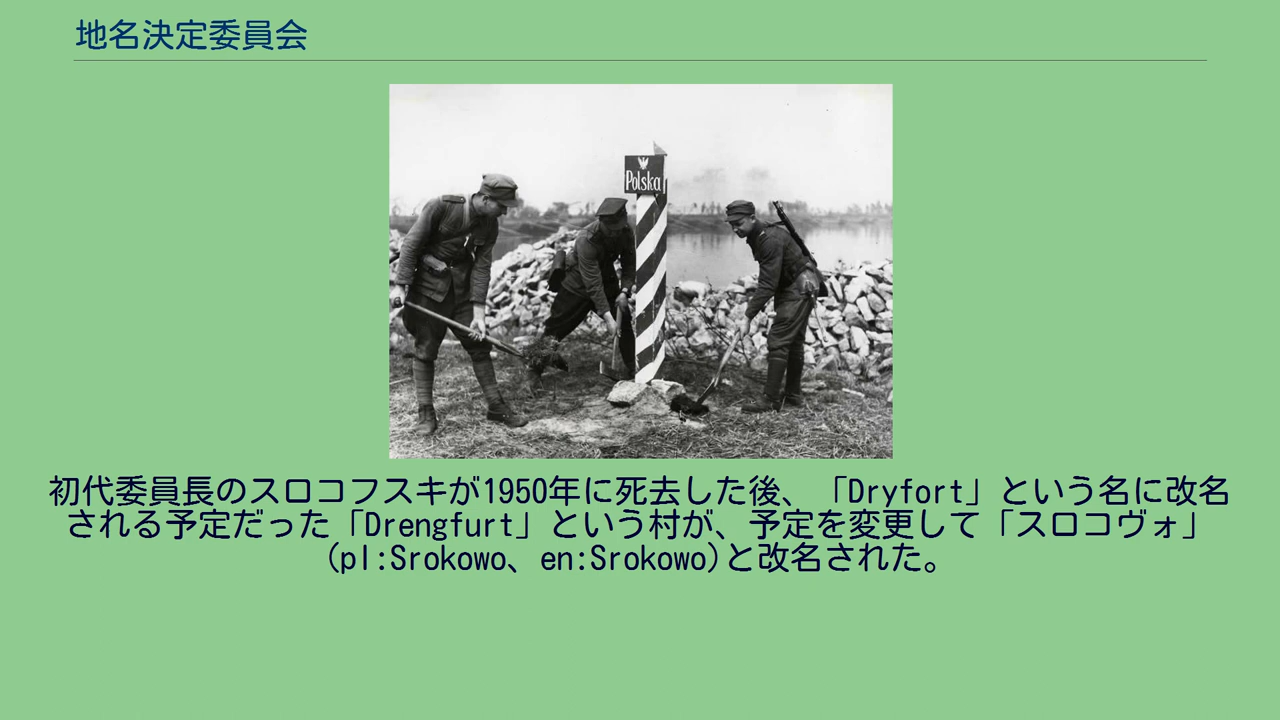 地名決定委員会
Polska
初代委員長のスロコフスキが1950年に死去した後、「Dryfort」という名に改名
される予定だった「Drengfurt」という村が、予定を変更して「スロコヴォ」
(pl:Srokowo、en:Srokowo)と改名された。